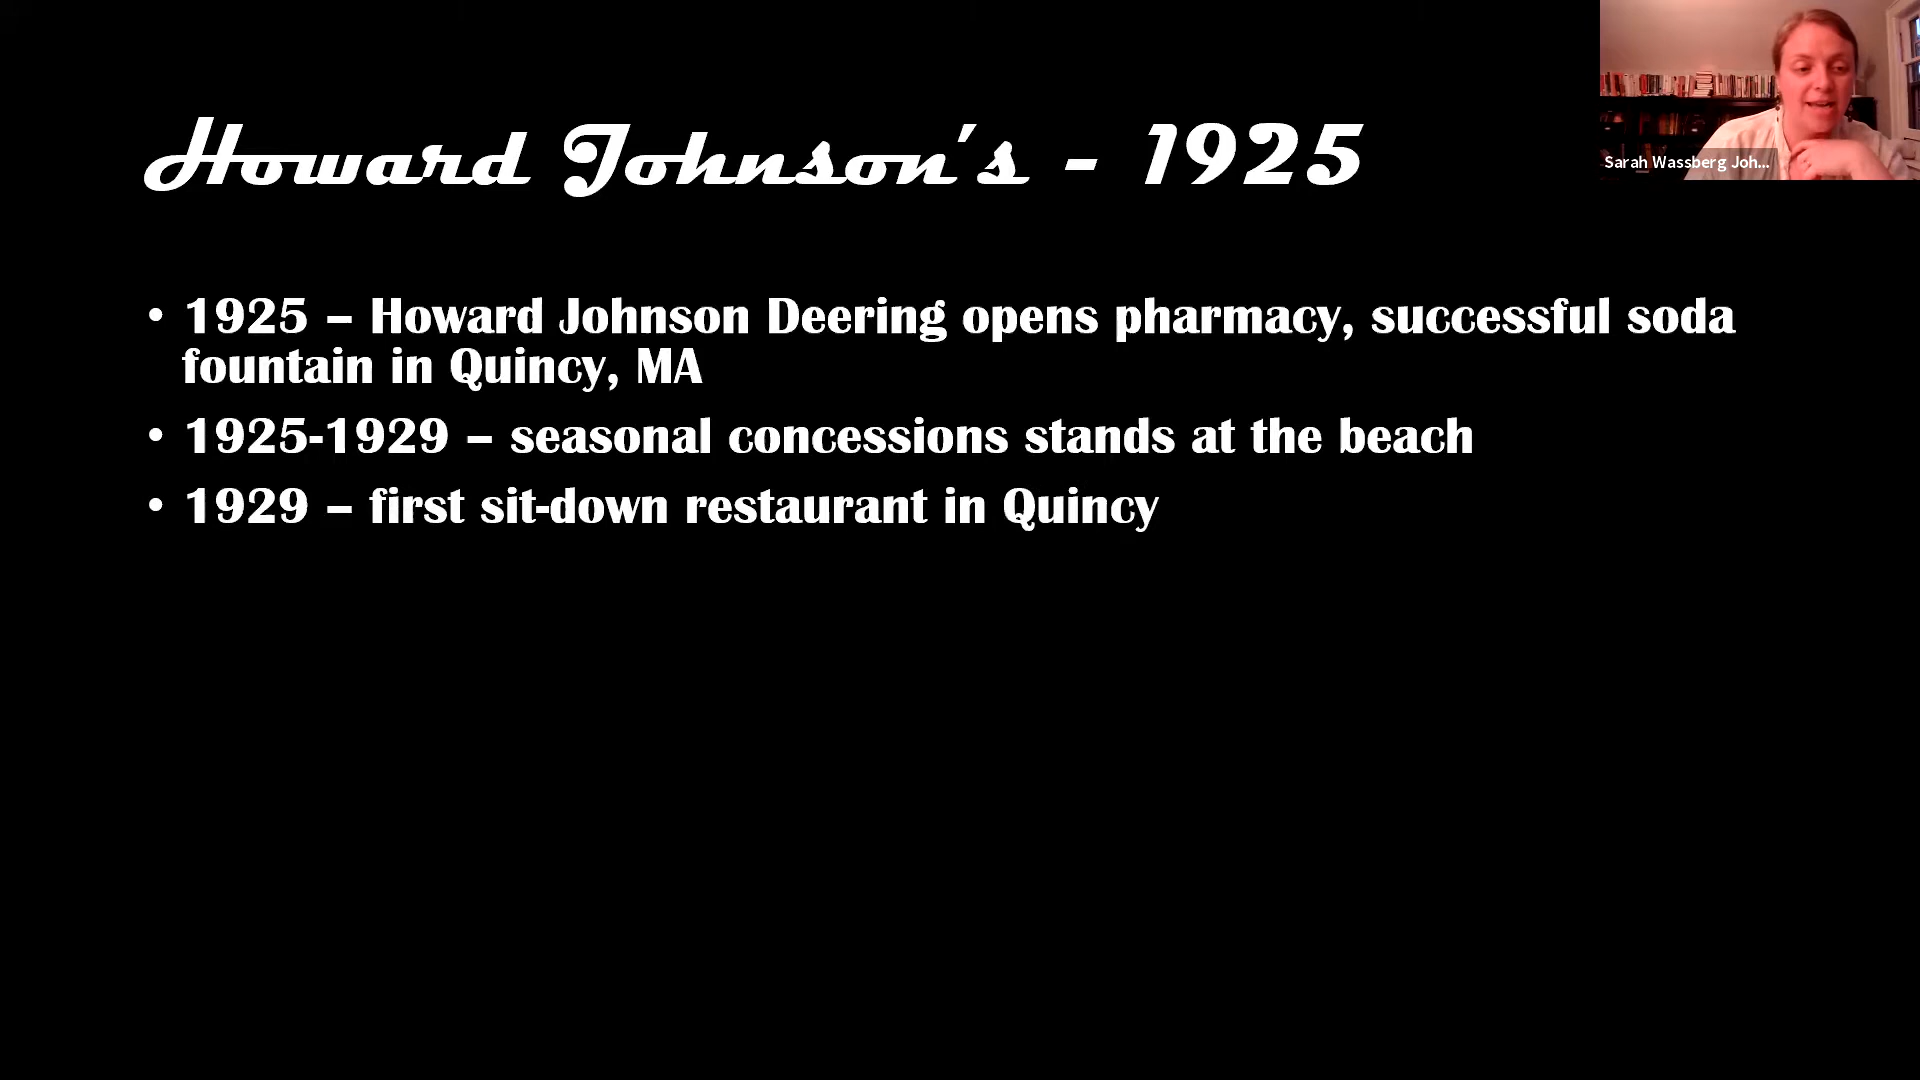 Howard Johnson's - 1925
Sarah Wassberg Joh...
• 1925 – Howard Johnson Deering opens pharmacy, successful soda
fountain in Quincy, MA
• 1925-1929 – seasonal concessions stands at the beach
• 1929 – first sit-down restaurant in Quincy